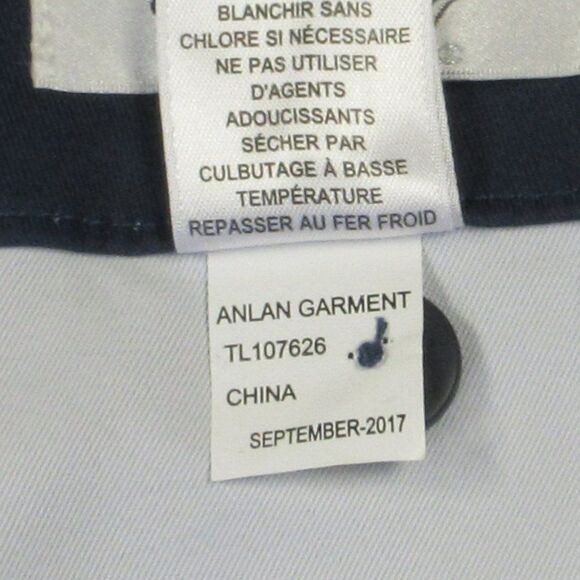 BLANCHIR SANS
CHLORE SI NÉCESSAIRE
NE PAS UTILISER
D'AGENTS
ADOUCISSANTS
SÉCHER PAR
CULBUTAGE À BASSE
TEMPÉRATURE
REPASSER AU FER FROID
ANLAN GARMENT
TL107626
CHINA
SEPTEMBER-2017